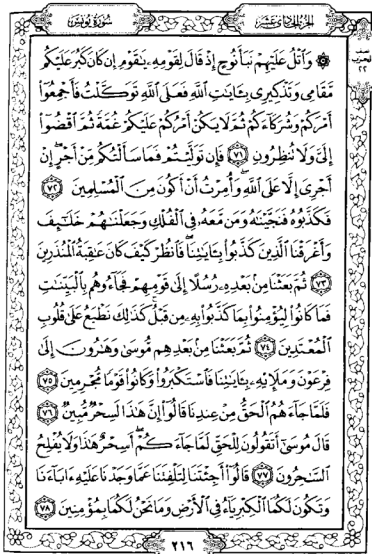 الجزء الحادي عشر
سورة يونس
نصف
الحزب
٢٢
۞ وَاتْلُ عَلَيْهِمْ نَبَأَ نُوحٍ إِذْ قَالَ لِقَوْمِهِۦ يَٰقَوْمِ إِن كَانَ كَبُرَ عَلَيْكُم
مَّقَامِى وَتَذْكِيرِى بِـَٔايَٰتِ ٱللَّهِ فَعَلَى ٱللَّهِ تَوَكَّلْتُ فَأَجْمِعُوٓا۟
أَمْرَكُمْ وَشُرَكَآءَكُمْ ثُمَّ لَا يَكُنْ أَمْرُكُمْ عَلَيْكُمْ غُمَّةً ثُمَّ ٱقْضُوٓا۟
إِلَىَّ وَلَا تُنظِرُونِ ٧١ فَإِن تَوَلَّيْتُمْ فَمَا سَأَلْتُكُم مِّنْ أَجْرٍ ۖ إِنْ
أَجْرِىَ إِلَّا عَلَى ٱللَّهِ ۖ وَأُمِرْتُ أَنْ أَكُونَ مِنَ ٱلْمُسْلِمِينَ ٧٢
فَكَذَّبُوهُ فَنَجَّيْنَٰهُ وَمَن مَّعَهُۥ فِى ٱلْفُلْكِ وَجَعَلْنَٰهُمْ خَلَٰٓئِفَ
وَأَغْرَقْنَا ٱلَّذِينَ كَذَّبُوا۟ بِـَٔايَٰتِنَا ۖ فَٱنظُرْ كَيْفَ كَانَ عَٰقِبَةُ ٱلْمُنذَرِينَ
٧٣ ثُمَّ بَعَثْنَا مِنۢ بَعْدِهِۦ رُسُلًا إِلَىٰ قَوْمِهِمْ فَجَآءُوهُم بِٱلْبَيِّنَٰتِ
فَمَا كَانُوا۟ لِيُؤْمِنُوا۟ بِمَا كَذَّبُوا۟ بِهِۦ مِن قَبْلُ ۚ كَذَٰلِكَ نَطْبَعُ عَلَىٰ قُلُوبِ
ٱلْمُعْتَدِينَ ٧٤ ثُمَّ بَعَثْنَا مِنۢ بَعْدِهِم مُّوسَىٰ وَهَٰرُونَ إِلَىٰ
فِرْعَوْنَ وَمَلَإِي۟هِۦ بِـَٔايَٰتِنَا فَٱسْتَكْبَرُوا۟ وَكَانُوا۟ قَوْمًا مُّجْرِمِينَ ٧٥
فَلَمَّا جَآءَهُمُ ٱلْحَقُّ مِنْ عِندِنَا قَالُوٓا۟ إِنَّ هَٰذَا لَسِحْرٌ مُّبِينٌ ٧٦
قَالَ مُوسَىٰٓ أَتَقُولُونَ لِلْحَقِّ لَمَّا جَآءَكُمْ ۖ أَسِحْرٌ هَٰذَا وَلَا يُفْلِحُ
ٱلسَّٰحِرُونَ ٧٧ قَالُوٓا۟ أَجِئْتَنَا لِتَلْفِتَنَا عَمَّا وَجَدْنَا عَلَيْهِ ءَابَآءَنَا
وَتَكُونَ لَكُمَا ٱلْكِبْرِيَآءُ فِى ٱلْأَرْضِ وَمَا نَحْنُ لَكُمَا بِمُؤْمِنِينَ ٧٨
٢١٦